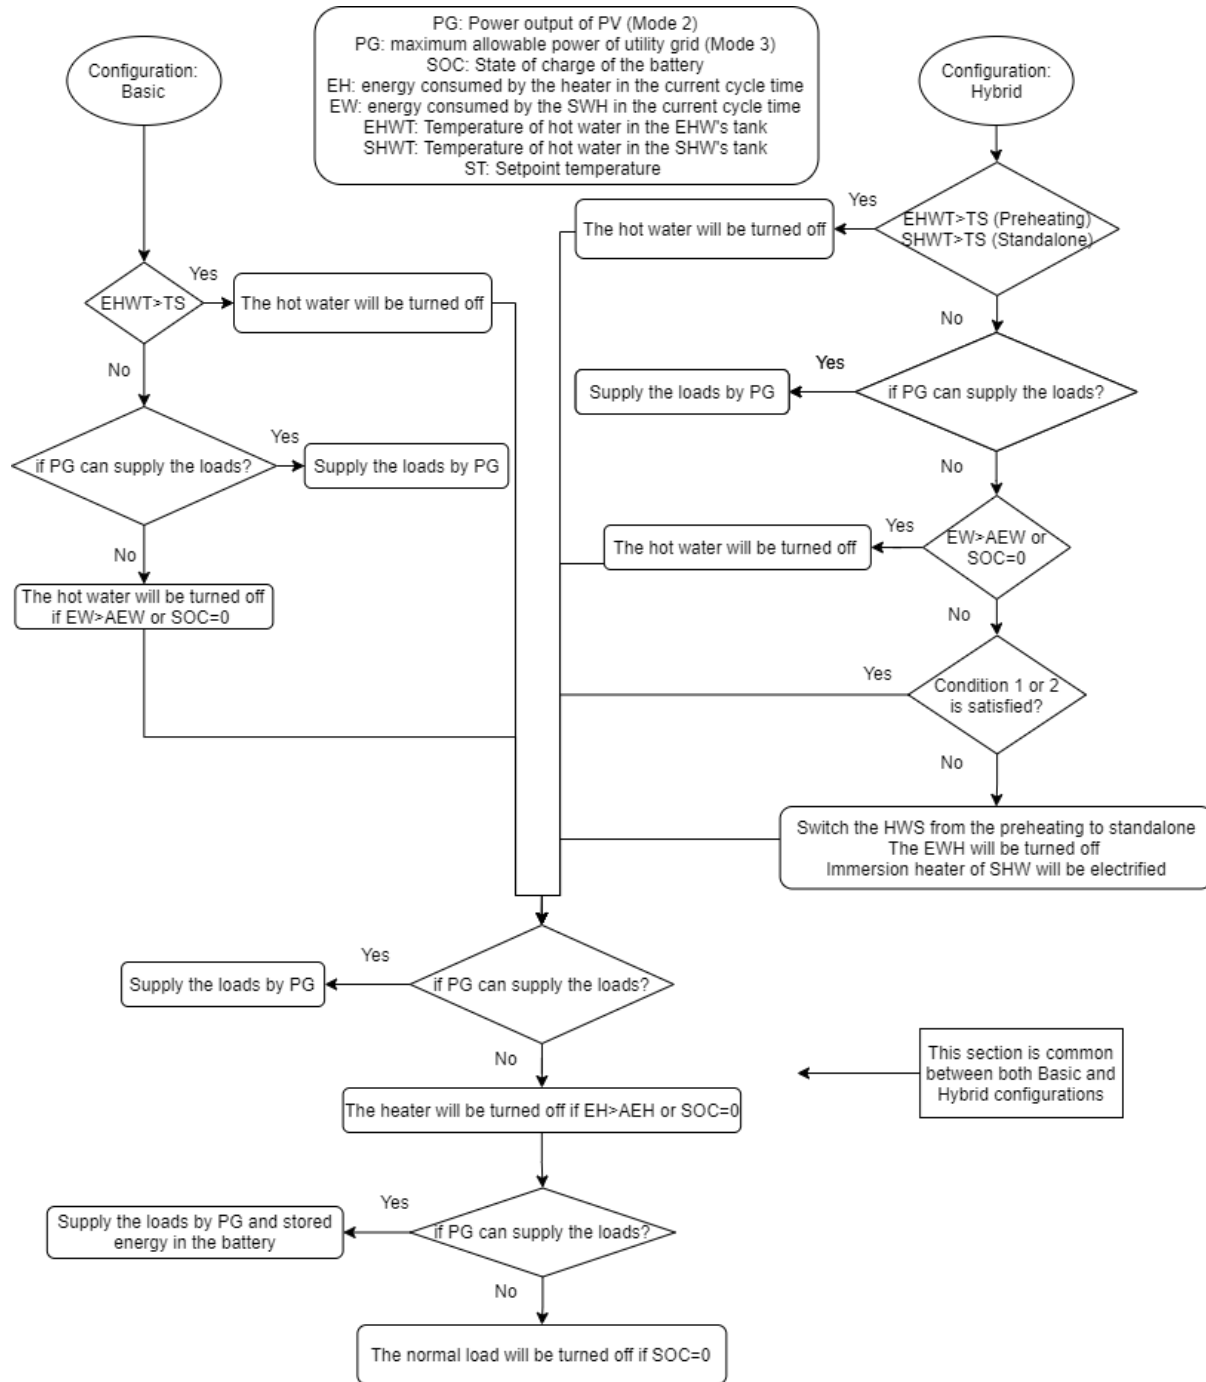 PG: Power output of PV (Mode 2)
PG: maximum allowable power of utility grid (Mode 3)
SOC: State of charge of the battery
EH: energy consumed by the heater in the current cycle time
EW: energy consumed by the SWH in the current cycle time
EHWT: Temperature of hot water in the EHW's tank
SHWT: Temperature of hot water in the SHW's tank
ST: Setpoint temperature
Configuration:
Basic
EHWT>TS
Yes
The hot water will be turned off
No
if PG can supply the loads?
Yes
Supply the loads by PG
No
The hot water will be turned off
if EW>AEW or SOC=0
Configuration:
Hybrid
EHWT>TS (Preheating)
SHWT>TS (Standalone)
Yes
The hot water will be turned off
No
if PG can supply the loads?
Yes
Supply the loads by PG
No
EW>AEW or
SOC=0
Yes
The hot water will be turned off
No
Condition 1 or 2
is satisfied?
Yes
No
Switch the HWS from the preheating to standalone
The EWH will be turned off
Immersion heater of SHW will be electrified
if PG can supply the loads?
Yes
Supply the loads by PG
No
This section is common
between both Basic and
Hybrid configurations
The heater will be turned off if EH>AEH or SOC=0
if PG can supply the loads?
Yes
Supply the loads by PG and stored
energy in the battery
No
The normal load will be turned off if SOC=0